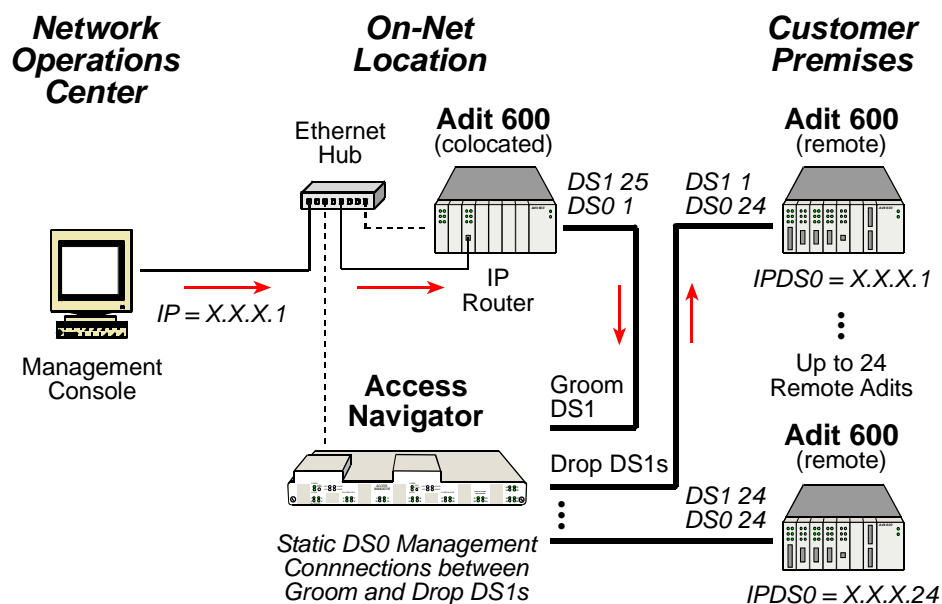 Network
Operations
Center
On-Net
Location
Customer
Premises
Ethernet
Hub
Adit 600
(colocated)
Adit 600
(remote)
DS1 25
DS0 1
DS1 1
DS0 24
IP
Router
IP = X.X.X.1
IPDS0 = X.X.X.1
Management
Console
Up to 24
Remote Adits
Access
Navigator
Groom
DS1
Drop DS1s
Adit 600
(remote)
DS1 24
DS0 24
Static DS0 Management
Connnections between
Groom and Drop DS1s
IPDS0 = X.X.X.24